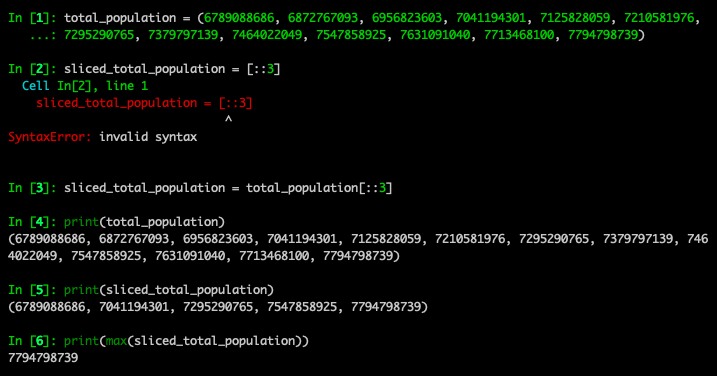 In [1]: total_population = (6789088686, 6872767093, 6956823603, 7041194301, 7125828059, 7210581976,
   ...: 7295290765, 7379797139, 7464022049, 7547858925, 7631091040, 7713468100, 7794798739)
In [2]: sliced_total_population = [::3]
  Cell In[2], line 1
    sliced_total_population = [::3]
                               ^
SyntaxError: invalid syntax
In [3]: sliced_total_population = total_population[::3]
In [4]: print(total_population)
(6789088686, 6872767093, 6956823603, 7041194301, 7125828059, 7210581976, 7295290765, 7379797139, 746
4022049, 7547858925, 7631091040, 7713468100, 7794798739)
In [5]: print(sliced_total_population)
(6789088686, 7041194301, 7295290765, 7547858925, 7794798739)
In [6]: print(max(sliced_total_population))
7794798739